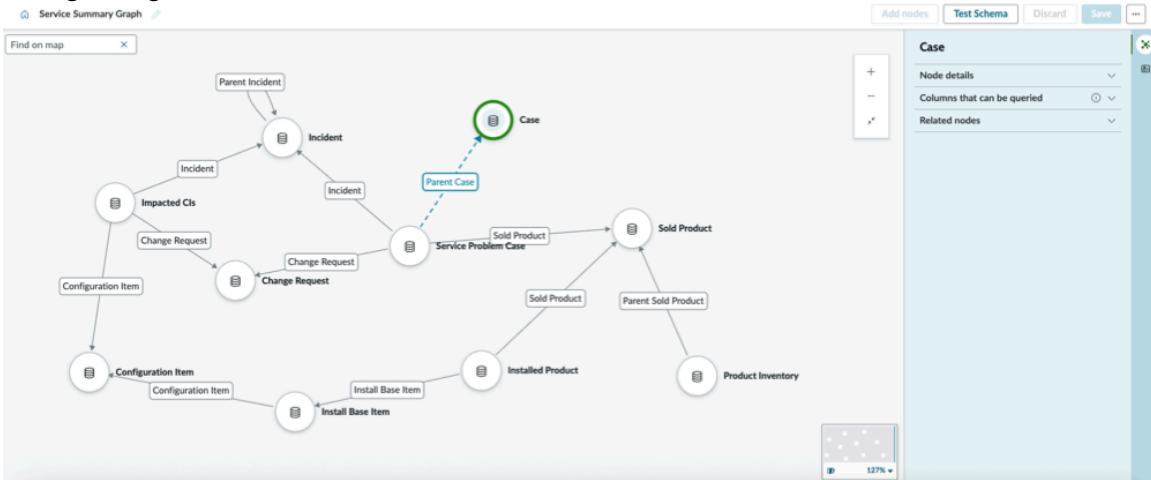 Service Summary Graph
Add nodes
Test Schema
Discard
Save
Find on map
Case
Node details
Columns that can be queried
Related nodes
Parent Incident
Case
Incident
Incident
Parent Case
Incident
Impacted CIs
Sold Product
Sold Product
Change Request
Service Problem Case
Change Request
Change Request
Configuration Item
Sold Product
Parent Sold Product
Configuration Item
Installed Product
Product Inventory
Configuration Item
Install Base Item
Install Base Item
127%